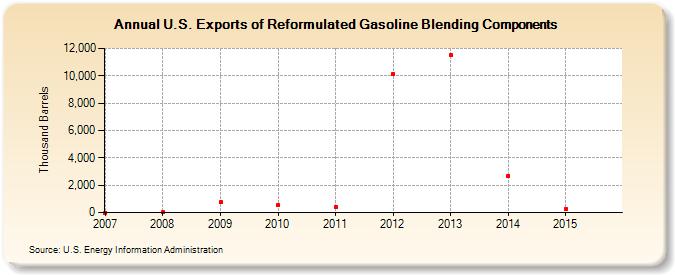 Annual U.S. Exports of Reformulated Gasoline Blending Components
Thousand Barrels
12,000
10,000
8,000
6,000
4,000
2,000
0
2007 2008 2009 2010 2011 2012 2013 2014 2015
Source: U.S. Energy Information Administration